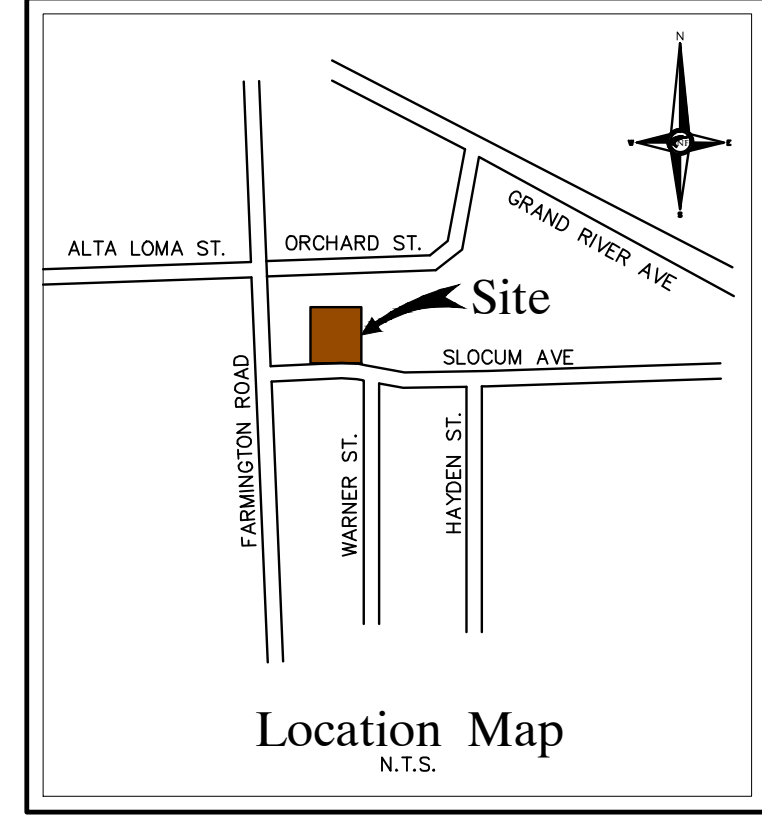 N
W
E
NF
S
GRAND RIVER AVE
ALTA LOMA ST.
ORCHARD ST.
Site
SLOCUM AVE
FARMINGTON ROAD
WARNER ST.
HAYDEN ST.
Location Map
N.T.S.